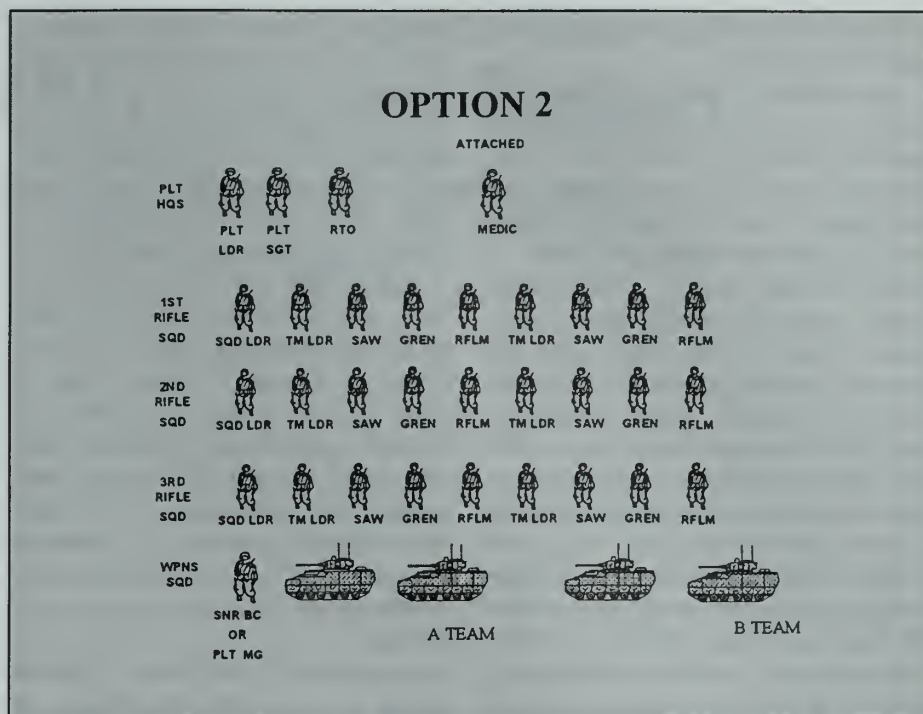 OPTION 2
ATTACHED
PLT
HQS
PLT
LDR
PLT
SGT
RTO
MEDIC
1ST
RIFLE
SQD
SQD LDR TM LDR SAW GREN RFLM TM LDR SAW GREN RFLM
2ND
RIFLE
SQD
SQD LDR TM LDR SAW GREN RFLM TM LDR SAW GREN RFLM
3RD
RIFLE
SQD
SQD LDR TM LDR SAW GREN RFLM TM LDR SAW GREN RFLM
WPNS
SQD
SNR BC
OR
PLT MG
A TEAM
B TEAM